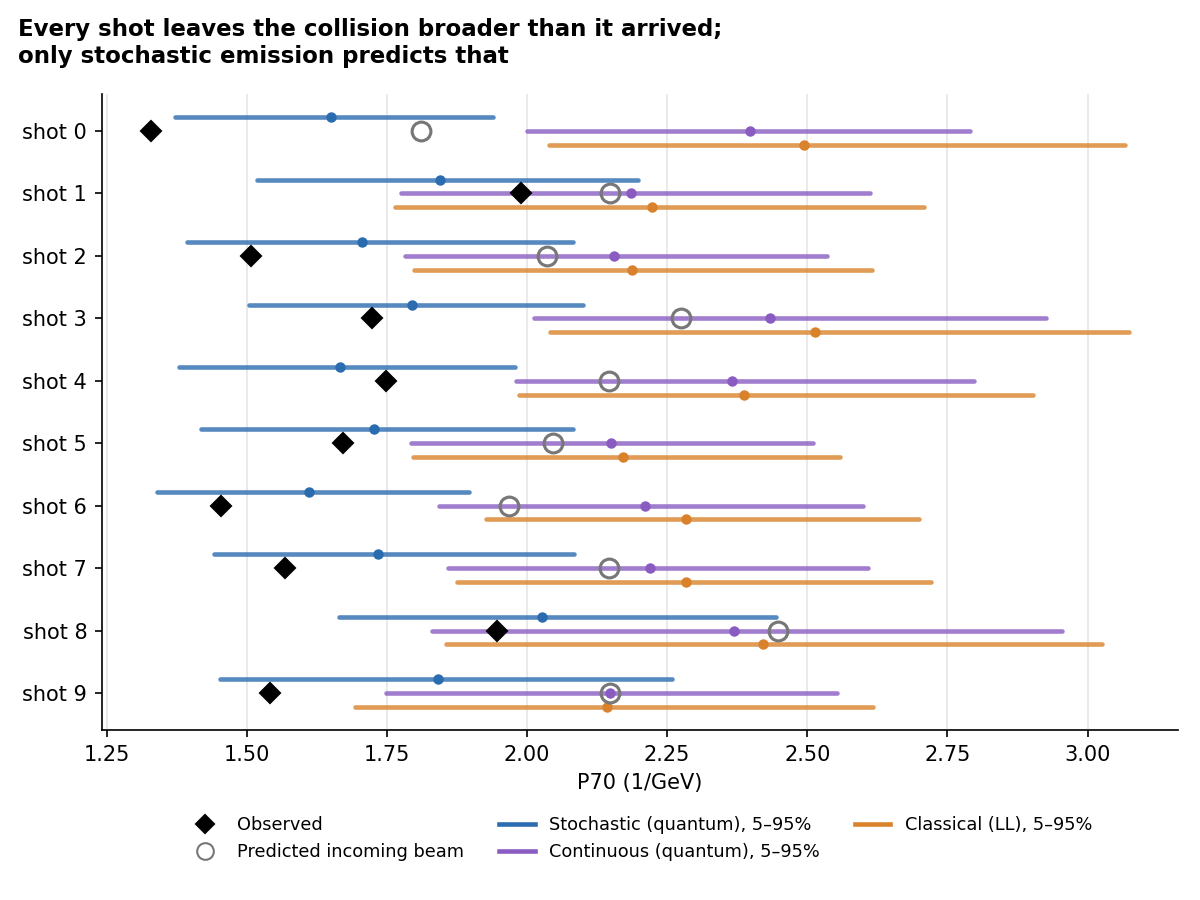 Every shot leaves the collision broader than it arrived;
only stochastic emission predicts that
shot 0
shot 1
shot 2
shot 3
shot 4
shot 5
shot 6
shot 7
shot 8
shot 9
1.25 1.50 1.75 2.00 2.25 2.50 2.75 3.00
P70 (1/GeV)
Observed Stochastic (quantum), 5–95% Classical (LL), 5–95%
Predicted incoming beam Continuous (quantum), 5–95%